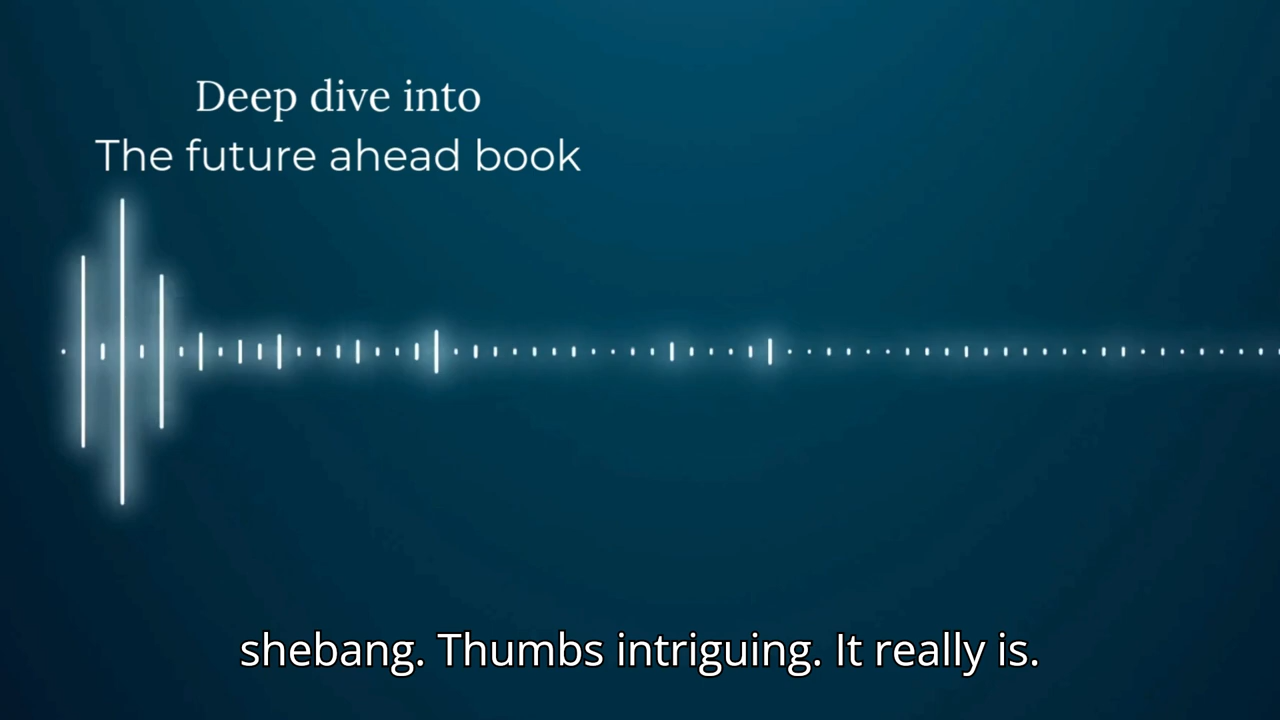 Deep dive into
The future ahead book
shebang. Thumbs intriguing. It really is.